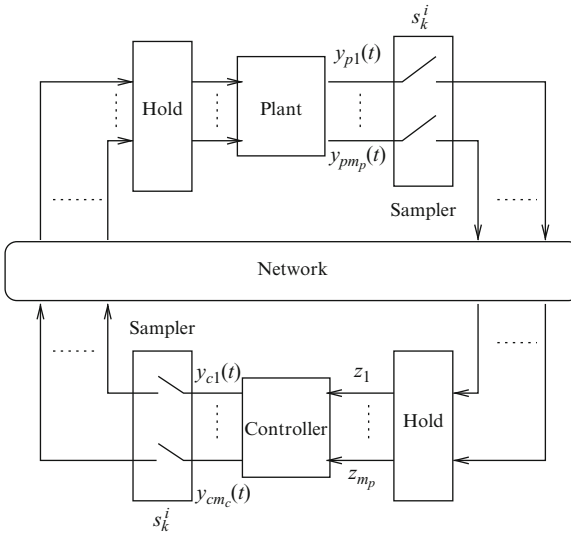 s_k^i
y_{p1}(t)
Hold
Plant
y_{pm_p}(t)
Sampler
Network
Sampler
y_{c1}(t)
z_1
Controller
Hold
z_{m_p}
y_{cm_c}(t)
s_k^i